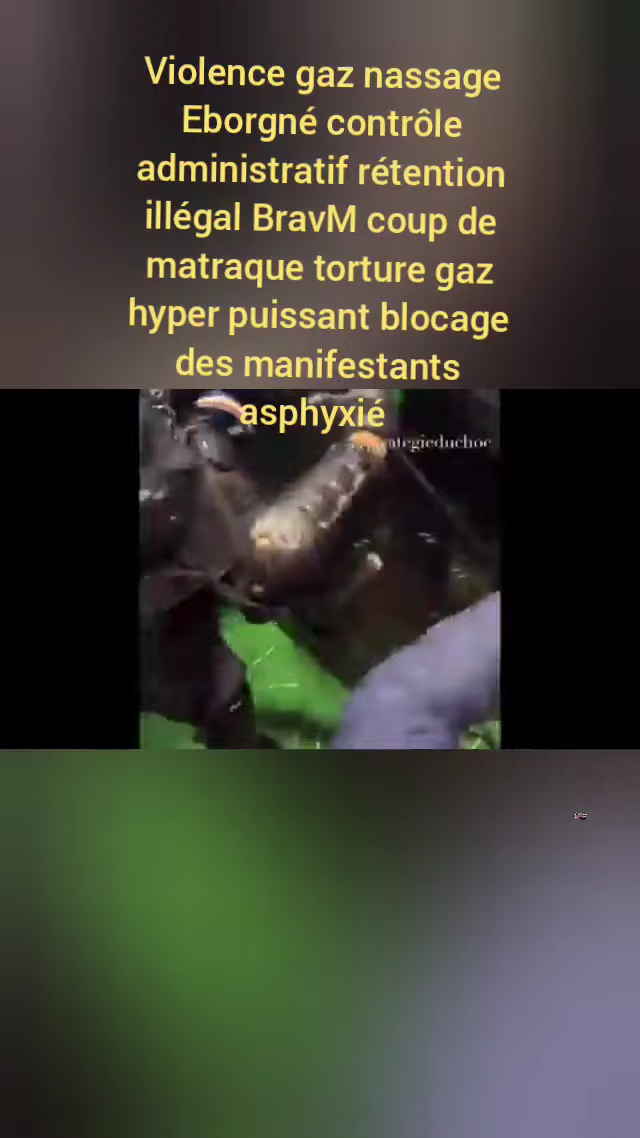 Violence gaz nassage
Eborgné contrôle
administratif rétention
illégal BravM coup de
matraque torture gaz
hyper puissant blocage
des manifestants
asphyxié
ategieduchoc